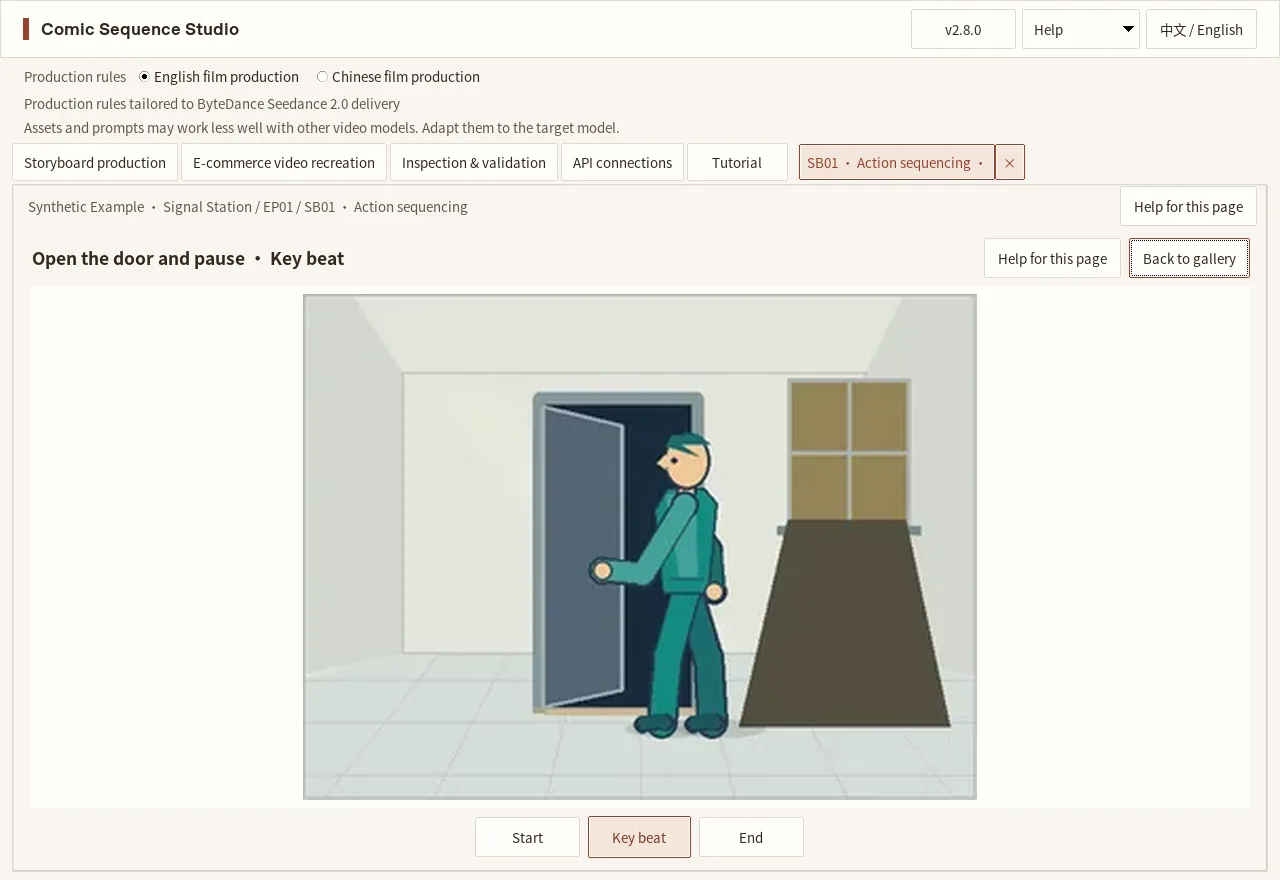 Comic Sequence Studio
v2.8.0
Help
中文 / English
Production rules
English film production
Chinese film production
Production rules tailored to ByteDance Seedance 2.0 delivery
Assets and prompts may work less well with other video models. Adapt them to the target model.
Storyboard production
E-commerce video recreation
Inspection & validation
API connections
Tutorial
SB01 · Action sequencing ·
×
Synthetic Example · Signal Station / EP01 / SB01 · Action sequencing
Help for this page
Open the door and pause · Key beat
Help for this page
Back to gallery
Start
Key beat
End